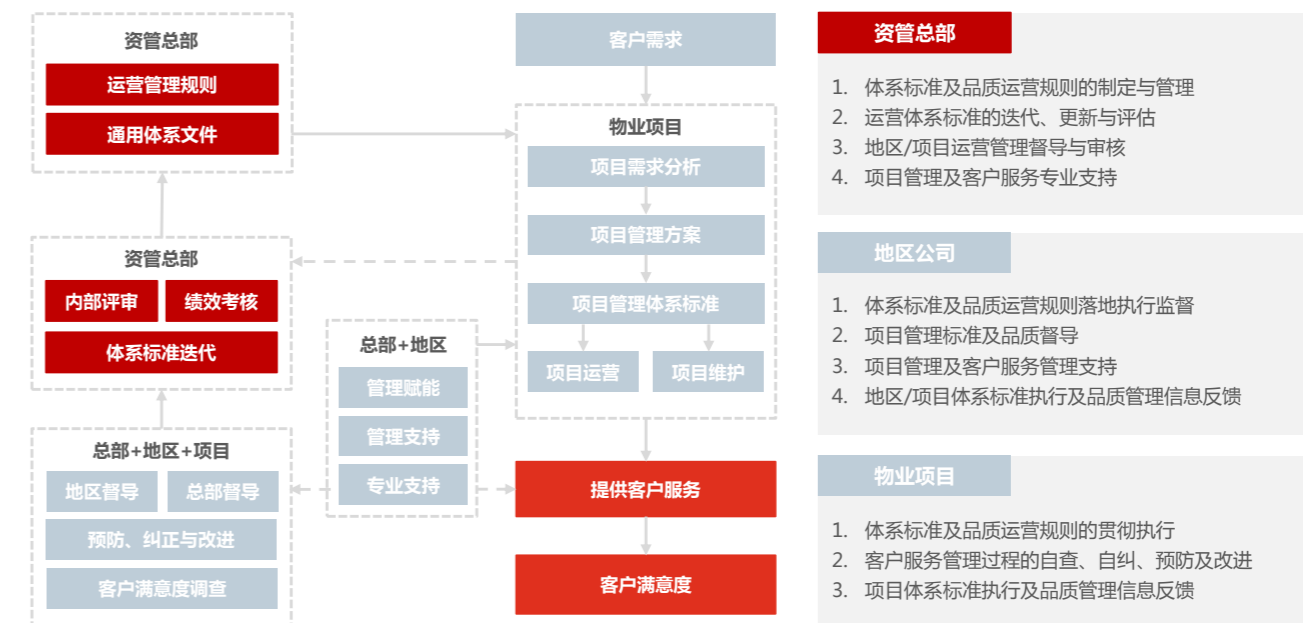 资管总部
运营管理规则
通用体系文件
资管总部
内部评审
绩效考核
体系标准迭代
总部+地区+项目
地区督导
总部督导
预防、纠正与改进
客户满意度调查
总部+地区
管理赋能
管理支持
专业支持
客户需求
物业项目
项目需求分析
项目管理方案
项目管理体系标准
项目运营
项目维护
提供客户服务
客户满意度
资管总部
1. 体系标准及品质运营规则的制定与管理
2. 运营体系标准的迭代、更新与评估
3. 地区/项目运营管理督导与审核
4. 项目管理及客户服务专业支持
地区公司
1. 体系标准及品质运营规则落地执行监督
2. 项目管理标准及品质督导
3. 项目管理及客户服务管理支持
4. 地区/项目体系标准执行及品质管理信息反馈
物业项目
1. 体系标准及品质运营规则的贯彻执行
2. 客户服务管理过程的自查、自纠、预防及改进
3. 项目体系标准执行及品质管理信息反馈